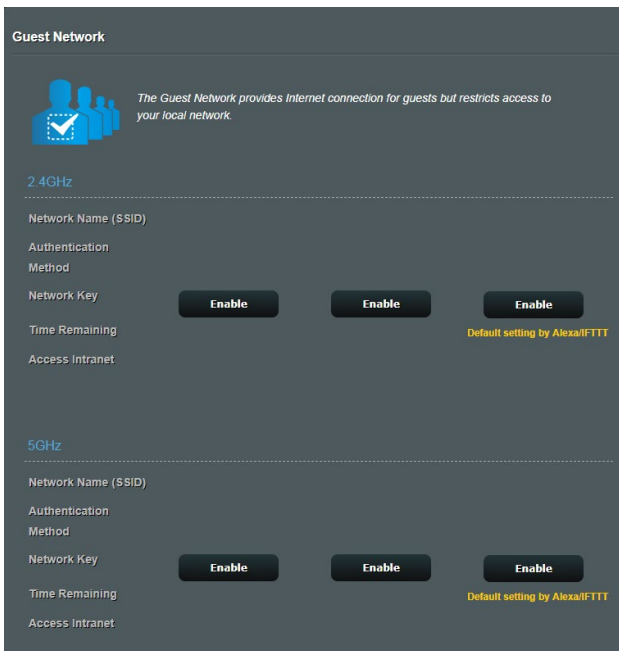 Guest Network
The Guest Network provides Internet connection for guests but restricts access to
your local network.
2.4GHz
Network Name (SSID)
Authentication
Method
Network Key
Enable Enable Enable
Time Remaining
Default setting by Alexa/IFTTT
Access Intranet
5GHz
Network Name (SSID)
Authentication
Method
Network Key
Enable Enable Enable
Time Remaining
Default setting by Alexa/IFTTT
Access Intranet